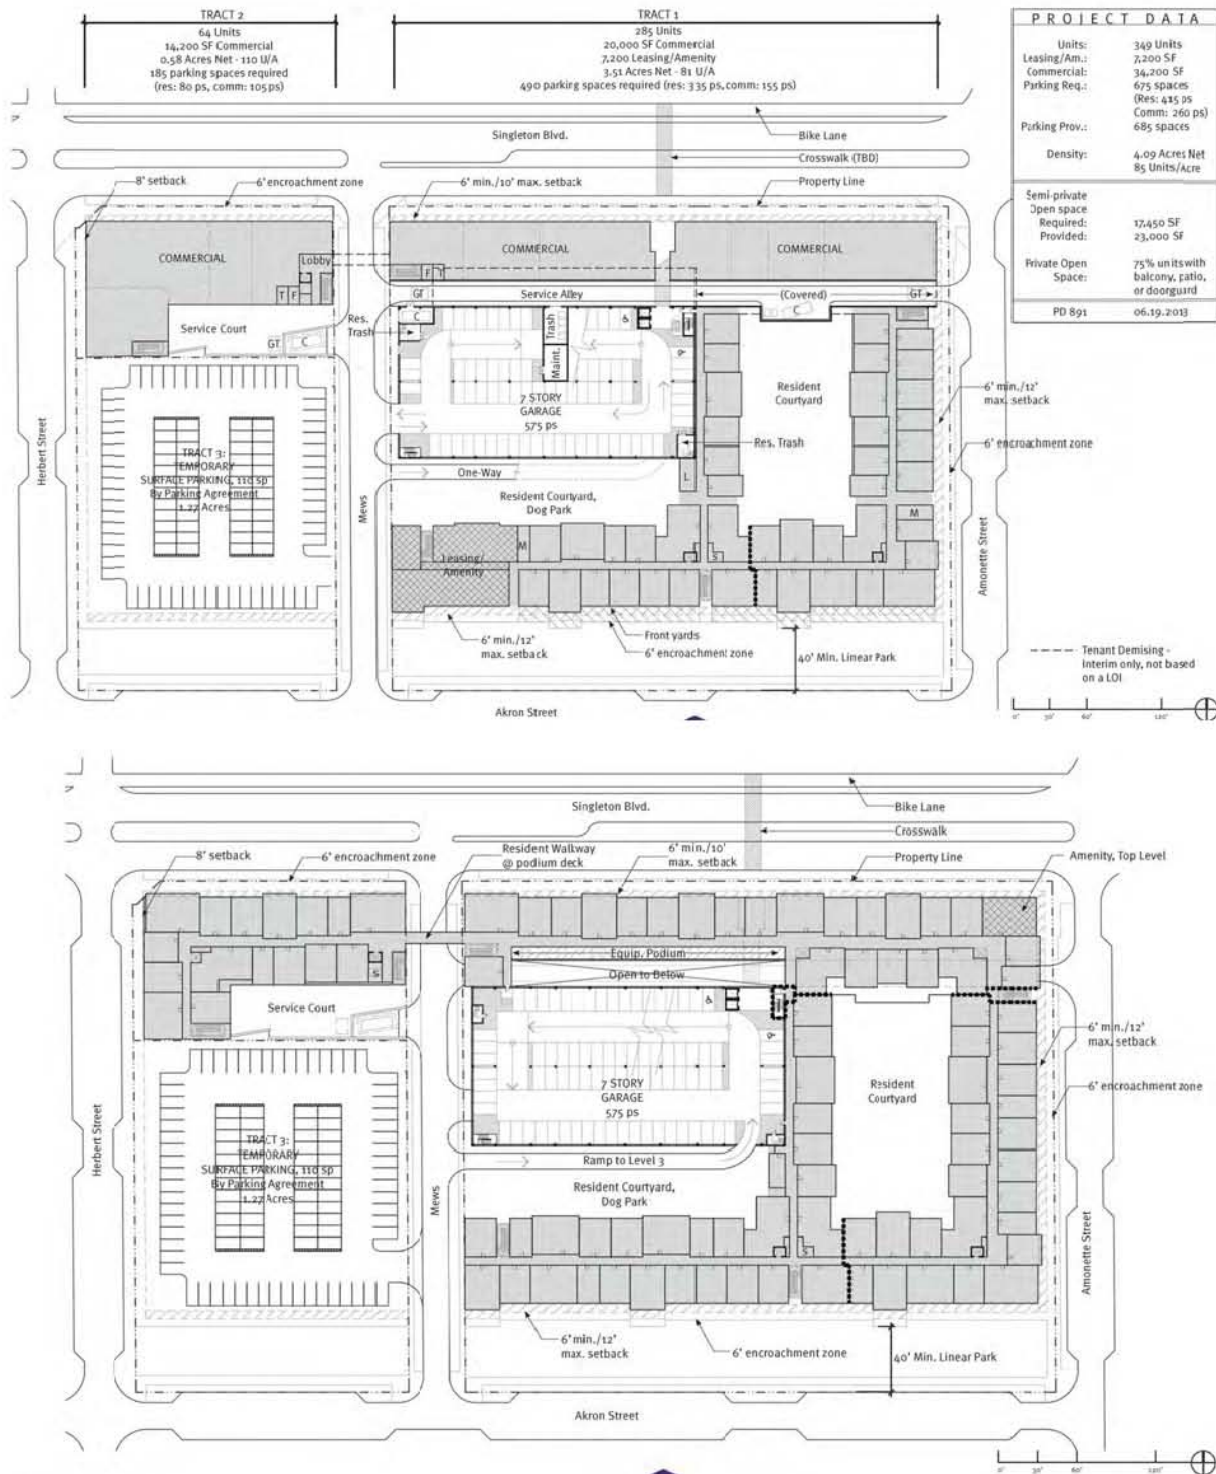 TRACT 2
64 Units
14,200 SF Commercial
0.58 Acres Net - 110 U/A
185 parking spaces required
(res: 80 ps, comm: 105 ps)
TRACT 1
285 Units
20,000 SF Commercial
7,200 Leasing/Amenity
3.51 Acres Net - 81 U/A
490 parking spaces required (res: 335 ps, comm: 155 ps)
PROJECT DATA
Units: 349 Units
Leasing/Am.: 7,200 SF
Commercial: 34,200 SF
Parking Req.: 675 spaces
(Res: 415 ps
Comm: 260 ps)
Parking Prov.: 685 spaces
Density: 4.09 Acres Net
85 Units/Acre
Semi-private
Open space
Required: 17,450 SF
Provided: 23,000 SF
Private Open 75% units with
Space: balcony, patio,
or doorguard
PD 891 06.19.2013
Singleton Blvd.
Bike Lane
Crosswalk (TBD)
8' setback
6' encroachment zone
6' min./10' max. setback
Property Line
COMMERCIAL
Lobby
COMMERCIAL
COMMERCIAL
T F
F T
GT
Service Alley
(Covered)
GT
C
C
Res.
Trash
Trash
Maint.
Service Court
GT
C
7 STORY
GARAGE
575 ps
Resident
Courtyard
6' min./12'
max. setback
6' encroachment zone
Res. Trash
L
One-Way
TRACT 3:
TEMPORARY
SURFACE PARKING, 110 sp
By Parking Agreement
1.27 Acres
Herbert Street
Mews
Resident Courtyard,
Dog Park
M
M
S
Leasing/
Amenity
Amonette Street
Front yards
6' min./12'
max. setback
6' encroachment zone
40' Min. Linear Park
Tenant Demising -
Interim only, not based
on a LOI
Akron Street
0' 30' 60' 120'
Singleton Blvd.
Bike Lane
Crosswalk
8' setback
6' encroachment zone
Resident Walkway
@ podium deck
6' min./10'
max. setback
Property Line
Amenity, Top Level
Equip. Podium
Open to Below
S
Service Court
7 STORY
GARAGE
575 ps
Resident
Courtyard
6' min./12'
max. setback
6' encroachment zone
TRACT 3:
TEMPORARY
SURFACE PARKING, 110 sp
By Parking Agreement
1.27 Acres
Herbert Street
Mews
Ramp to Level 3
Resident Courtyard,
Dog Park
S
Amonette Street
6' min./12'
max. setback
6' encroachment zone
40' Min. Linear Park
Akron Street
0' 30' 60' 120'